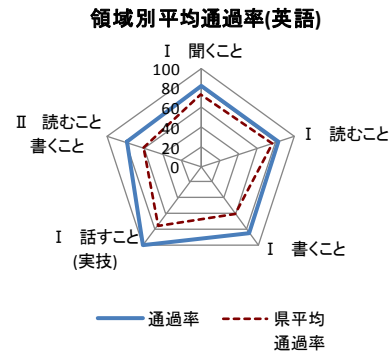 領域別平均通過率(英語)
Ⅰ 聞くこと
100
80
60
40
20
0
Ⅰ 読むこと
Ⅰ 書くこと
Ⅰ 話すこと
(実技)
Ⅱ 読むこと
書くこと
通過率
県平均
通過率